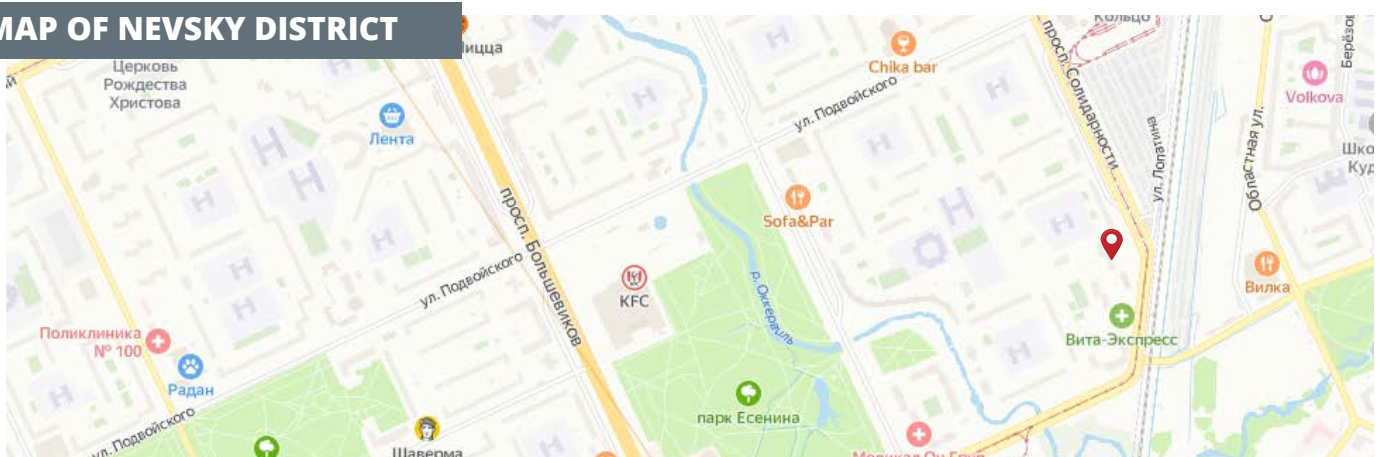 MAP OF NEVSKY DISTRICT
Церковь
Рождества
Христова
Лента
просп. Большевиков
ул. Подвойского
Chika bar
ул. Подвойского
Sofa&Par
просп. Солидарности
Кольцо
ул. Лопатина
Областная ул.
Volkova
Вилка
KFC
р. Оккервиль
Поликлиника
№ 100
Радан
ул. Подвойского
Шаверма
парк Есенина
Вита-Экспресс